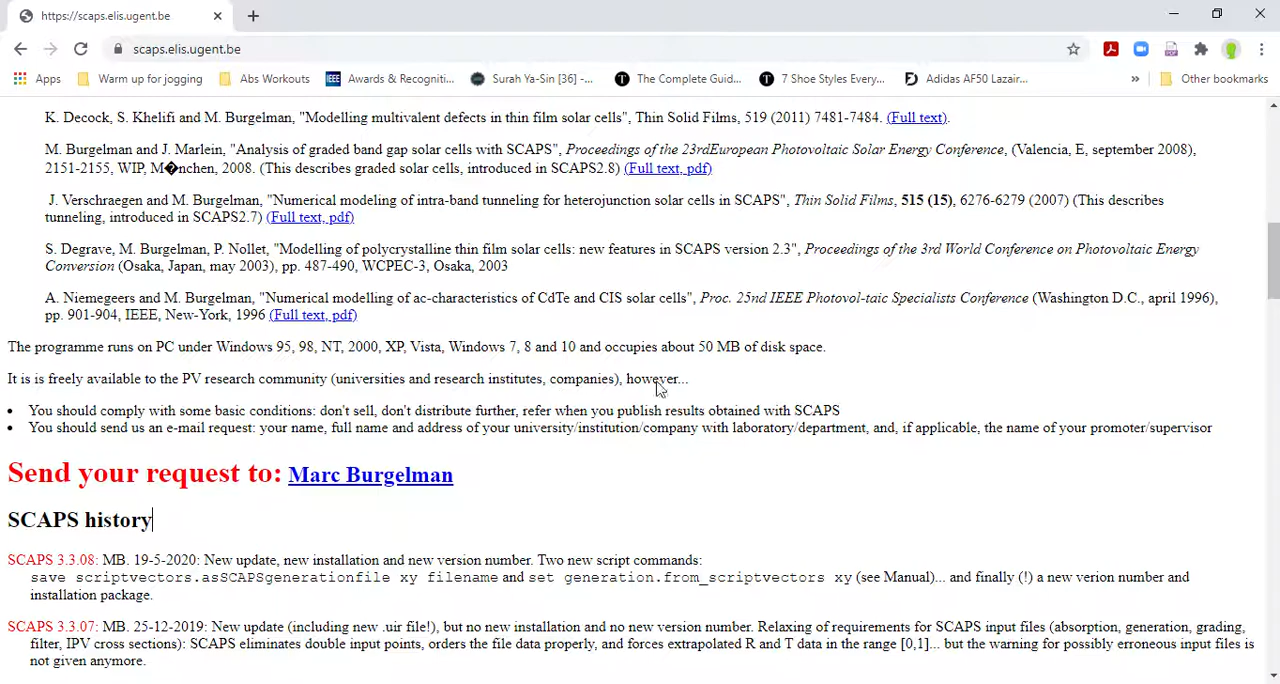 https://scaps.elis.ugent.be
scaps.elis.ugent.be
Apps Warm up for jogging Abs Workouts IEEE Awards & Recogniti... Surah Ya-Sin [36] -... T The Complete Guid... T 7 Shoe Styles Every... Adidas AF50 Lazair... » Other bookmarks
K. Decock, S. Khelifi and M. Burgelman, "Modelling multivalent defects in thin film solar cells", Thin Solid Films, 519 (2011) 7481-7484. (Full text).
M. Burgelman and J. Marlein, "Analysis of graded band gap solar cells with SCAPS", Proceedings of the 23rdEuropean Photovoltaic Solar Energy Conference, (Valencia, E, september 2008),
2151-2155, WIP, M�nchen, 2008. (This describes graded solar cells, introduced in SCAPS2.8) (Full text, pdf)
J. Verschraegen and M. Burgelman, "Numerical modeling of intra-band tunneling for heterojunction solar cells in SCAPS", Thin Solid Films, 515 (15), 6276-6279 (2007) (This describes
tunneling, introduced in SCAPS2.7) (Full text, pdf)
S. Degrave, M. Burgelman, P. Nollet, "Modelling of polycrystalline thin film solar cells: new features in SCAPS version 2.3", Proceedings of the 3rd World Conference on Photovoltaic Energy
Conversion (Osaka, Japan, may 2003), pp. 487-490, WCPEC-3, Osaka, 2003
A. Niemegeers and M. Burgelman, "Numerical modelling of ac-characteristics of CdTe and CIS solar cells", Proc. 25nd IEEE Photovol-taic Specialists Conference (Washington D.C., april 1996),
pp. 901-904, IEEE, New-York, 1996 (Full text, pdf)
The programme runs on PC under Windows 95, 98, NT, 2000, XP, Vista, Windows 7, 8 and 10 and occupies about 50 MB of disk space.
It is is freely available to the PV research community (universities and research institutes, companies), however...
• You should comply with some basic conditions: don't sell, don't distribute further, refer when you publish results obtained with SCAPS
• You should send us an e-mail request: your name, full name and address of your university/institution/company with laboratory/department, and, if applicable, the name of your promoter/supervisor
Send your request to: Marc Burgelman
SCAPS history
SCAPS 3.3.08: MB. 19-5-2020: New update, new installation and new version number. Two new script commands:
save scriptvectors.asSCAPSgenerationfile xy filename and set generation.from_scriptvectors xy (see Manual)... and finally (!) a new verion number and
installation package.
SCAPS 3.3.07: MB. 25-12-2019: New update (including new .uir file!), but no new installation and no new version number. Relaxing of requirements for SCAPS input files (absorption, generation, grading,
filter, IPV cross sections): SCAPS eliminates double input points, orders the file data properly, and forces extrapolated R and T data in the range [0,1]... but the warning for possibly erroneous input files is
not given anymore.